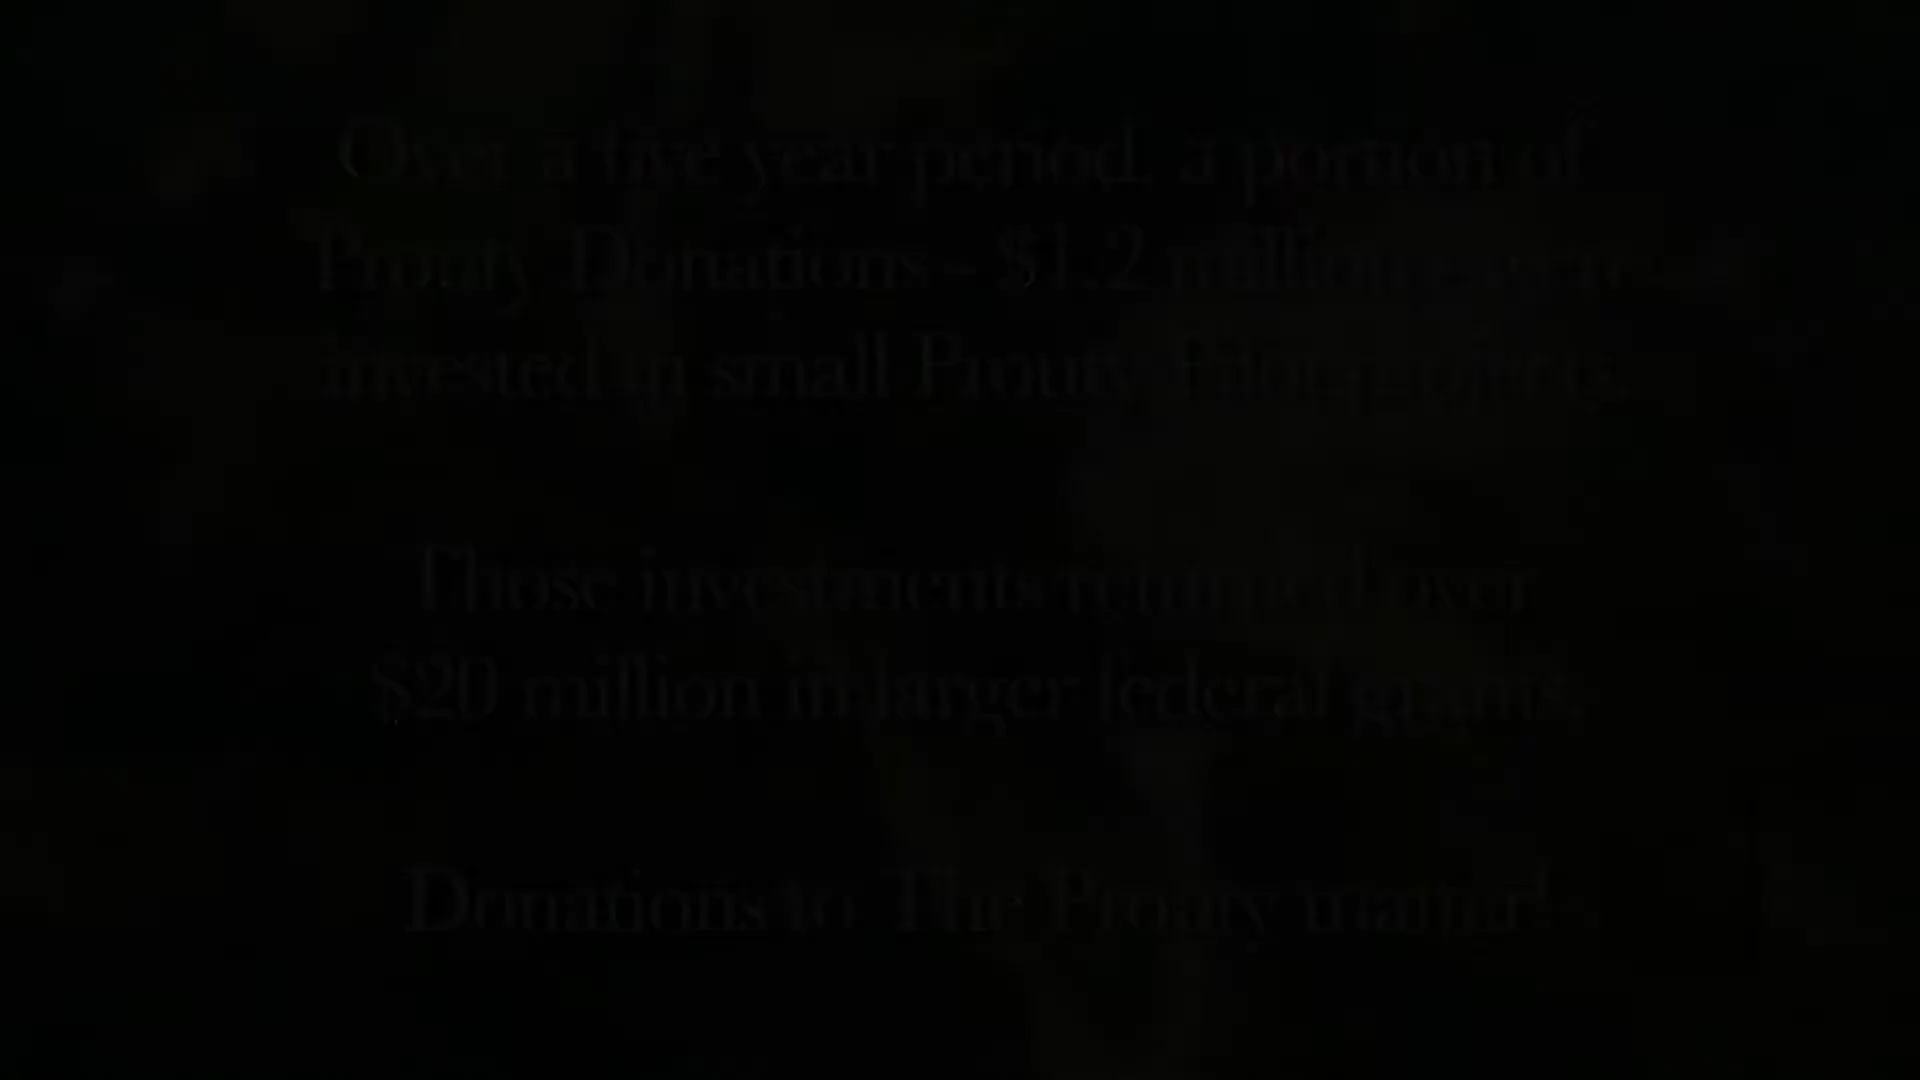 Over a five year period, a portion of
Prouty Donations - $1.2 million - were
invested in small Prouty Pilot projects.
Those investments returned over
$20 million in larger federal grants.
Donations to The Prouty matter!